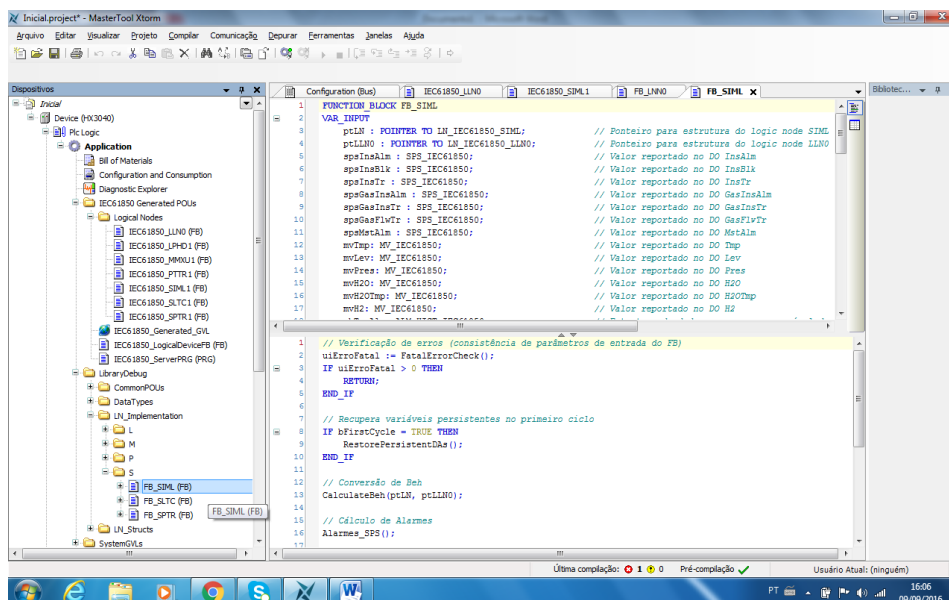 Inicial.project* - MasterTool Xtorm
Arquivo Editar Visualizar Projeto Compilar Comunicação Depurar Ferramentas Janelas Ajuda
Dispositivos
Inicial
Device (HX3040)
Plc Logic
Application
Bill of Materials
Configuration and Consumption
Diagnostic Explorer
IEC61850 Generated POUs
Logical Nodes
IEC61850_LLN0 (FB)
IEC61850_LPHD1 (FB)
IEC61850_MMXU1 (FB)
IEC61850_PTTR1 (FB)
IEC61850_SIML1 (FB)
IEC61850_SLTC1 (FB)
IEC61850_SPTR1 (FB)
IEC61850_Generated_GVL
IEC61850_LogicalDeviceFB (FB)
IEC61850_ServerPRG (PRG)
LibraryDebug
CommonPOUs
DataTypes
LN_Implementation
L
M
P
S
FB_SIML (FB)
FB_SLTC (FB)
FB_SPTR (FB)
FB_SIML (FB)
LN_Structs
SystemGVLs
Configuration (Bus) IEC61850_LLN0 IEC61850_SIML1 FB_LNN0 FB_SIML
1 FUNCTION_BLOCK FB_SIML
2 VAR_INPUT
3 ptLN : POINTER TO LN_IEC61850_SIML; // Ponteiro para estrutura do logic node SIML
4 ptLLN0 : POINTER TO LN_IEC61850_LLN0; // Ponteiro para estrutura do logic node LLN0
5 spsInsAlm : SPS_IEC61850; // Valor reportado no DO InsAlm
6 spsInsBlk : SPS_IEC61850; // Valor reportado no DO InsBlk
7 spsInsTr : SPS_IEC61850; // Valor reportado no DO InsTr
8 spsGasInsAlm : SPS_IEC61850; // Valor reportado no DO GasInsAlm
9 spsGasInsTr : SPS_IEC61850; // Valor reportado no DO GasInsTr
10 spsGasFlwTr : SPS_IEC61850; // Valor reportado no DO GasFlwTr
11 spsMstAlm : SPS_IEC61850; // Valor reportado no DO MstAlm
12 mvTmp: MV_IEC61850; // Valor reportado no DO Tmp
13 mvLev: MV_IEC61850; // Valor reportado no DO Lev
14 mvPres: MV_IEC61850; // Valor reportado no DO Pres
15 mvH2O: MV_IEC61850; // Valor reportado no DO H2O
16 mvH2OTmp: MV_IEC61850; // Valor reportado no DO H2OTmp
17 mvH2: MV_IEC61850; // Valor reportado no DO H2
1 // Verificação de erros (consistência de parâmetros de entrada do FB)
2 uiErroFatal := FatalErrorCheck();
3 IF uiErroFatal > 0 THEN
4 RETURN;
5 END_IF
6
7 // Recupera variáveis persistentes no primeiro ciclo
8 IF bFirstCycle = TRUE THEN
9 RestorePersistentDAs();
10 END_IF
11
12 // Conversão de Beh
13 CalculateBeh(ptLN, ptLLN0);
14
15 // Cálculo de Alarmes
16 Alarmes_SPS();
17
Bibliotec...
Última compilação: 1 0 Pré-compilação Usuário Atual: (ninguém)
PT 16:06
09/09/2016